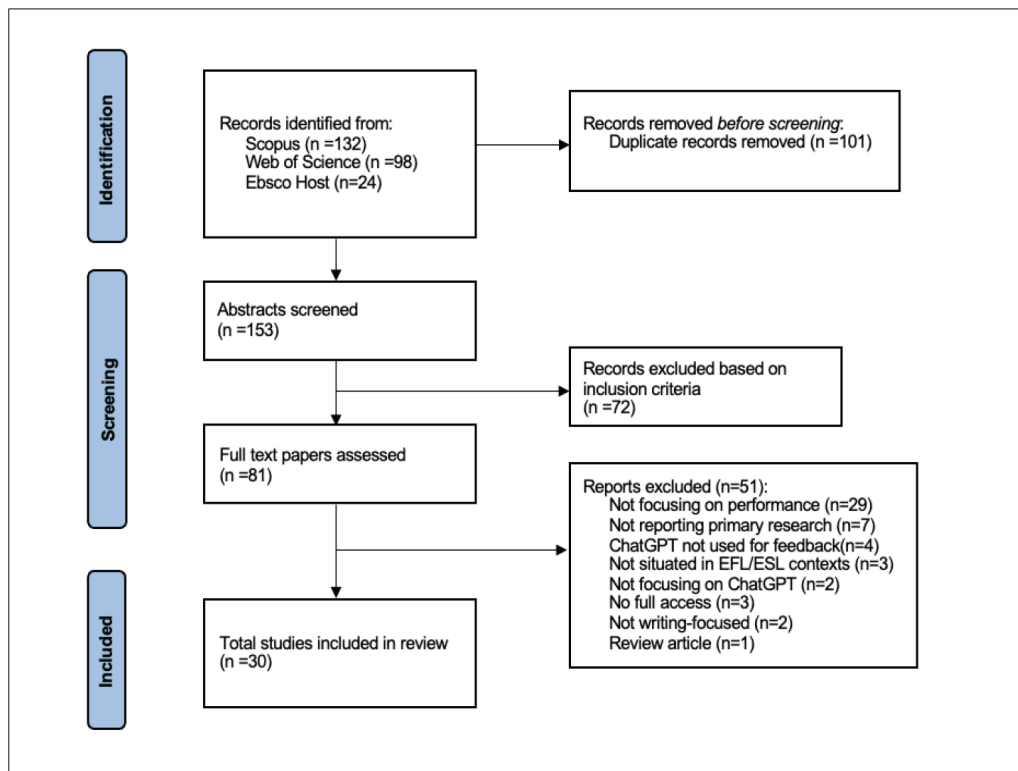 Identification
Records identified from:
Scopus (n =132)
Web of Science (n =98)
Ebsco Host (n=24)
Records removed before screening:
Duplicate records removed (n =101)
Screening
Abstracts screened
(n =153)
Records excluded based on
inclusion criteria
(n =72)
Full text papers assessed
(n =81)
Reports excluded (n=51):
Not focusing on performance (n=29)
Not reporting primary research (n=7)
ChatGPT not used for feedback(n=4)
Not situated in EFL/ESL contexts (n=3)
Not focusing on ChatGPT (n=2)
No full access (n=3)
Not writing-focused (n=2)
Review article (n=1)
Included
Total studies included in review
(n =30)